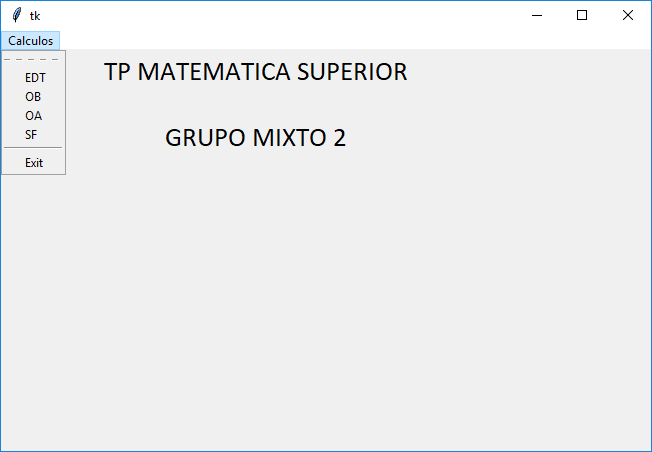 tk
Calculos
EDT
OB
OA
SF
Exit
TP MATEMATICA SUPERIOR
GRUPO MIXTO 2